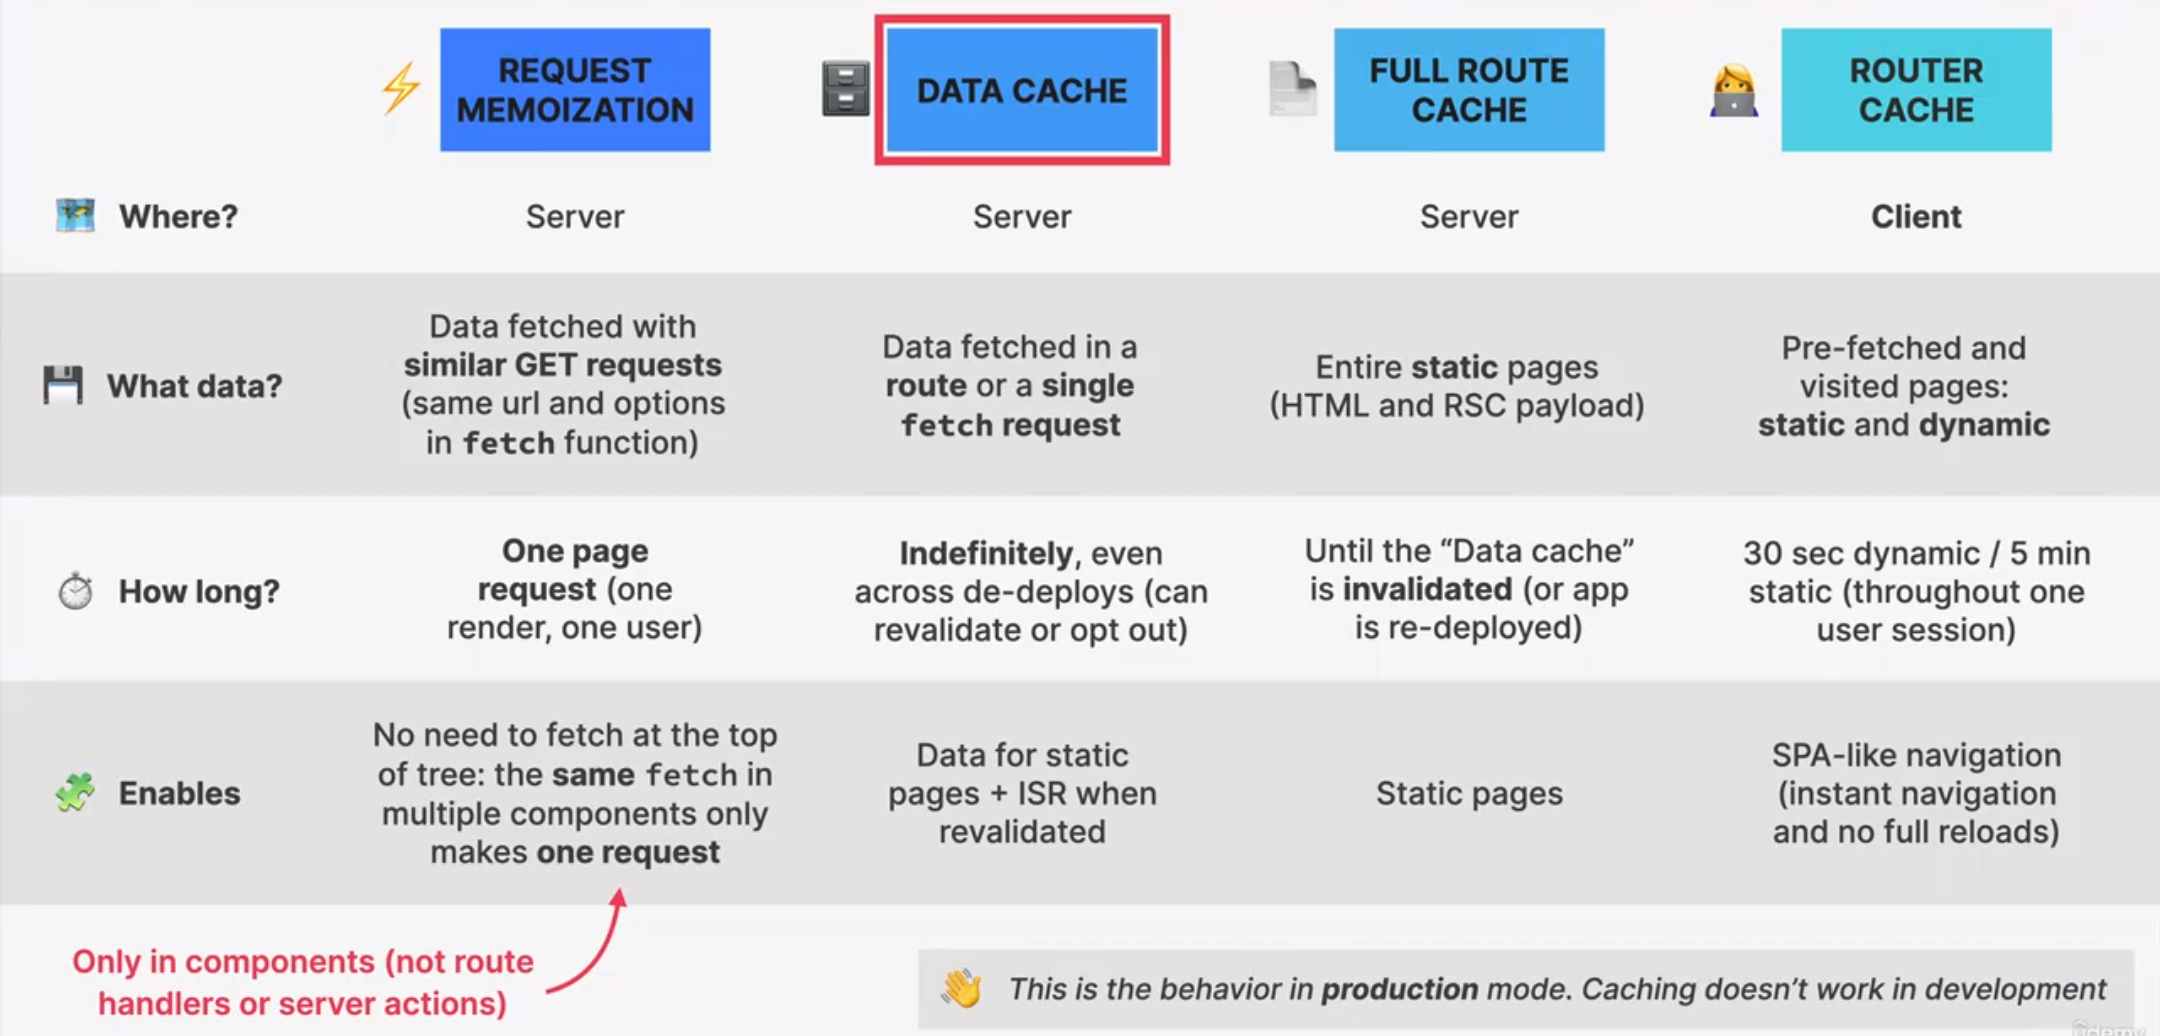 REQUEST
MEMOIZATION
DATA CACHE
FULL ROUTE
CACHE
ROUTER
CACHE
Where?
Server
Server
Server
Client
What data?
Data fetched with
similar GET requests
(same url and options
in fetch function)
Data fetched in a
route or a single
fetch request
Entire static pages
(HTML and RSC payload)
Pre-fetched and
visited pages:
static and dynamic
How long?
One page
request (one
render, one user)
Indefinitely, even
across de-deploys (can
revalidate or opt out)
Until the “Data cache”
is invalidated (or app
is re-deployed)
30 sec dynamic / 5 min
static (throughout one
user session)
Enables
No need to fetch at the top
of tree: the same fetch in
multiple components only
makes one request
Data for static
pages + ISR when
revalidated
Static pages
SPA-like navigation
(instant navigation
and no full reloads)
Only in components (not route
handlers or server actions)
This is the behavior in production mode. Caching doesn’t work in development
Udemy